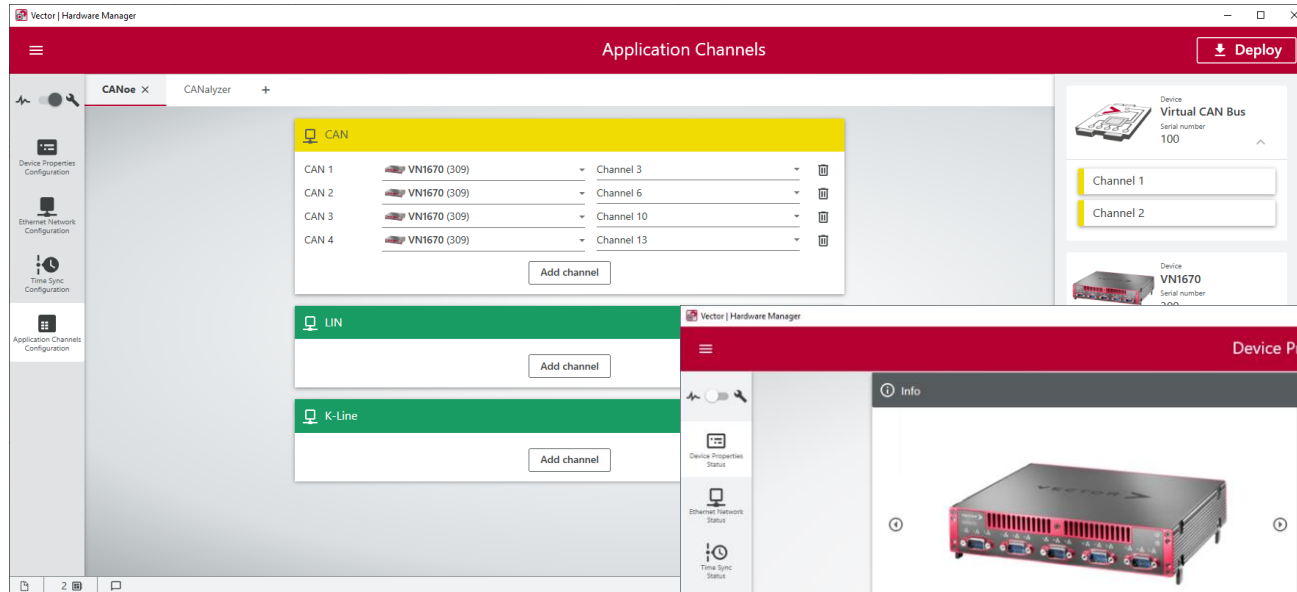 Vector | Hardware Manager
Application Channels
Deploy
CANoe
CANalyzer
Device Properties
Configuration
Ethernet Network
Configuration
Time Sync
Configuration
Application Channels
Configuration
CAN
CAN 1 VN1670 (309) Channel 3
CAN 2 VN1670 (309) Channel 6
CAN 3 VN1670 (309) Channel 10
CAN 4 VN1670 (309) Channel 13
Add channel
LIN
Add channel
K-Line
Add channel
Device
Virtual CAN Bus
Serial number
100
Channel 1
Channel 2
Device
VN1670
Serial number
2
Vector | Hardware Manager
Device P
Info
Device Properties
Status
Ethernet Network
Status
Time Sync
Status
VECTOR